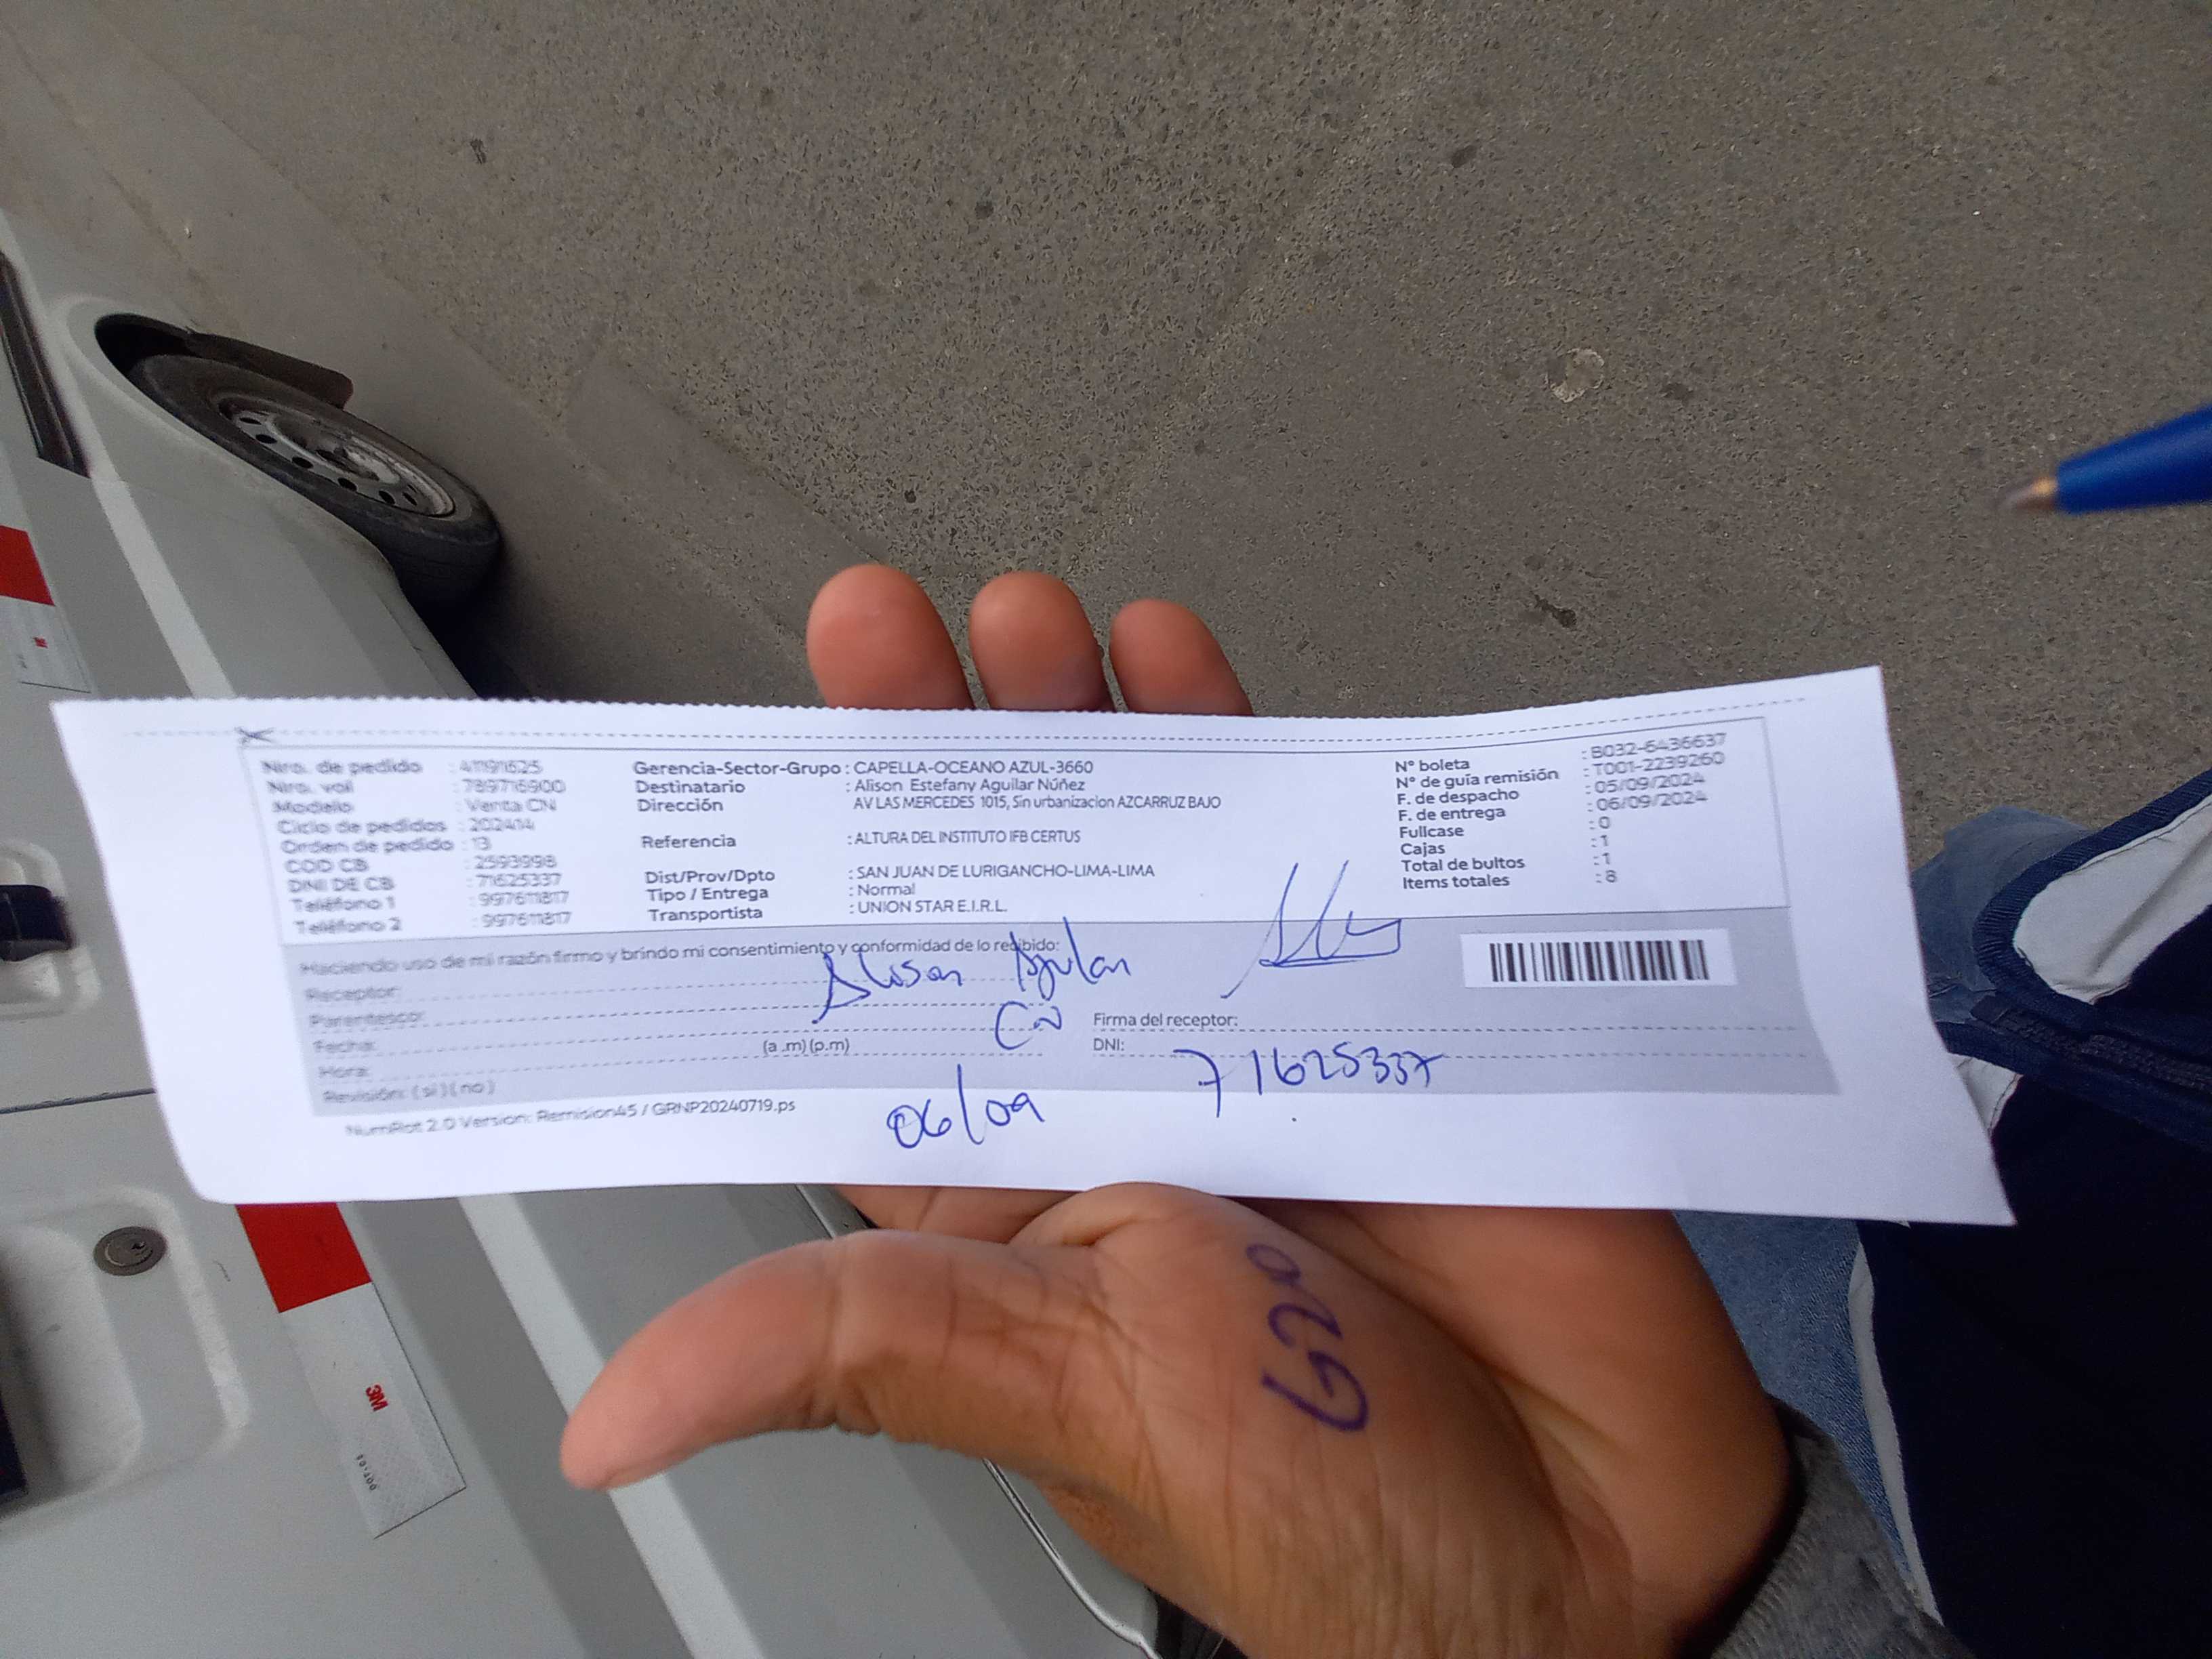 Nro. de pedido : 411911625
Nro. voil : 789716900
Modelo : Venta CN
Ciclo de pedidos : 202414
Orden de pedido : 13
COD CB : 2593998
DNI DE CB : 71625337
Teléfono 1 : 997611817
Teléfono 2 : 997611817
Gerencia-Sector-Grupo : CAPELLA-OCEANO AZUL-3660
Destinatario : Alison Estefany Aguilar Núñez
Dirección AV LAS MERCEDES 1015, Sin urbanizacion AZCARRUZ BAJO
Referencia : ALTURA DEL INSTITUTO IFB CERTUS
Dist/Prov/Dpto : SAN JUAN DE LURIGANCHO-LIMA-LIMA
Tipo / Entrega : Normal
Transportista : UNION STAR E.I.R.L.
N° boleta : B032-6436637
N° de guía remisión : T001-2239260
F. de despacho : 05/09/2024
F. de entrega : 06/09/2024
Fullcase : 0
Cajas : 1
Total de bultos : 1
Items totales : 8
Haciendo uso de mi razón firmo y brindo mi consentimiento y conformidad de lo recibido:
Receptor: Alison Aguilar
Parentesco: CN
Fecha: 06/09
Hora: (a .m) (p.m)
Revisión: ( si ) ( no )
Firma del receptor:
DNI: 71625337
NumRot 2.0 Version: Remision45 / GRNP20240719.ps
3M